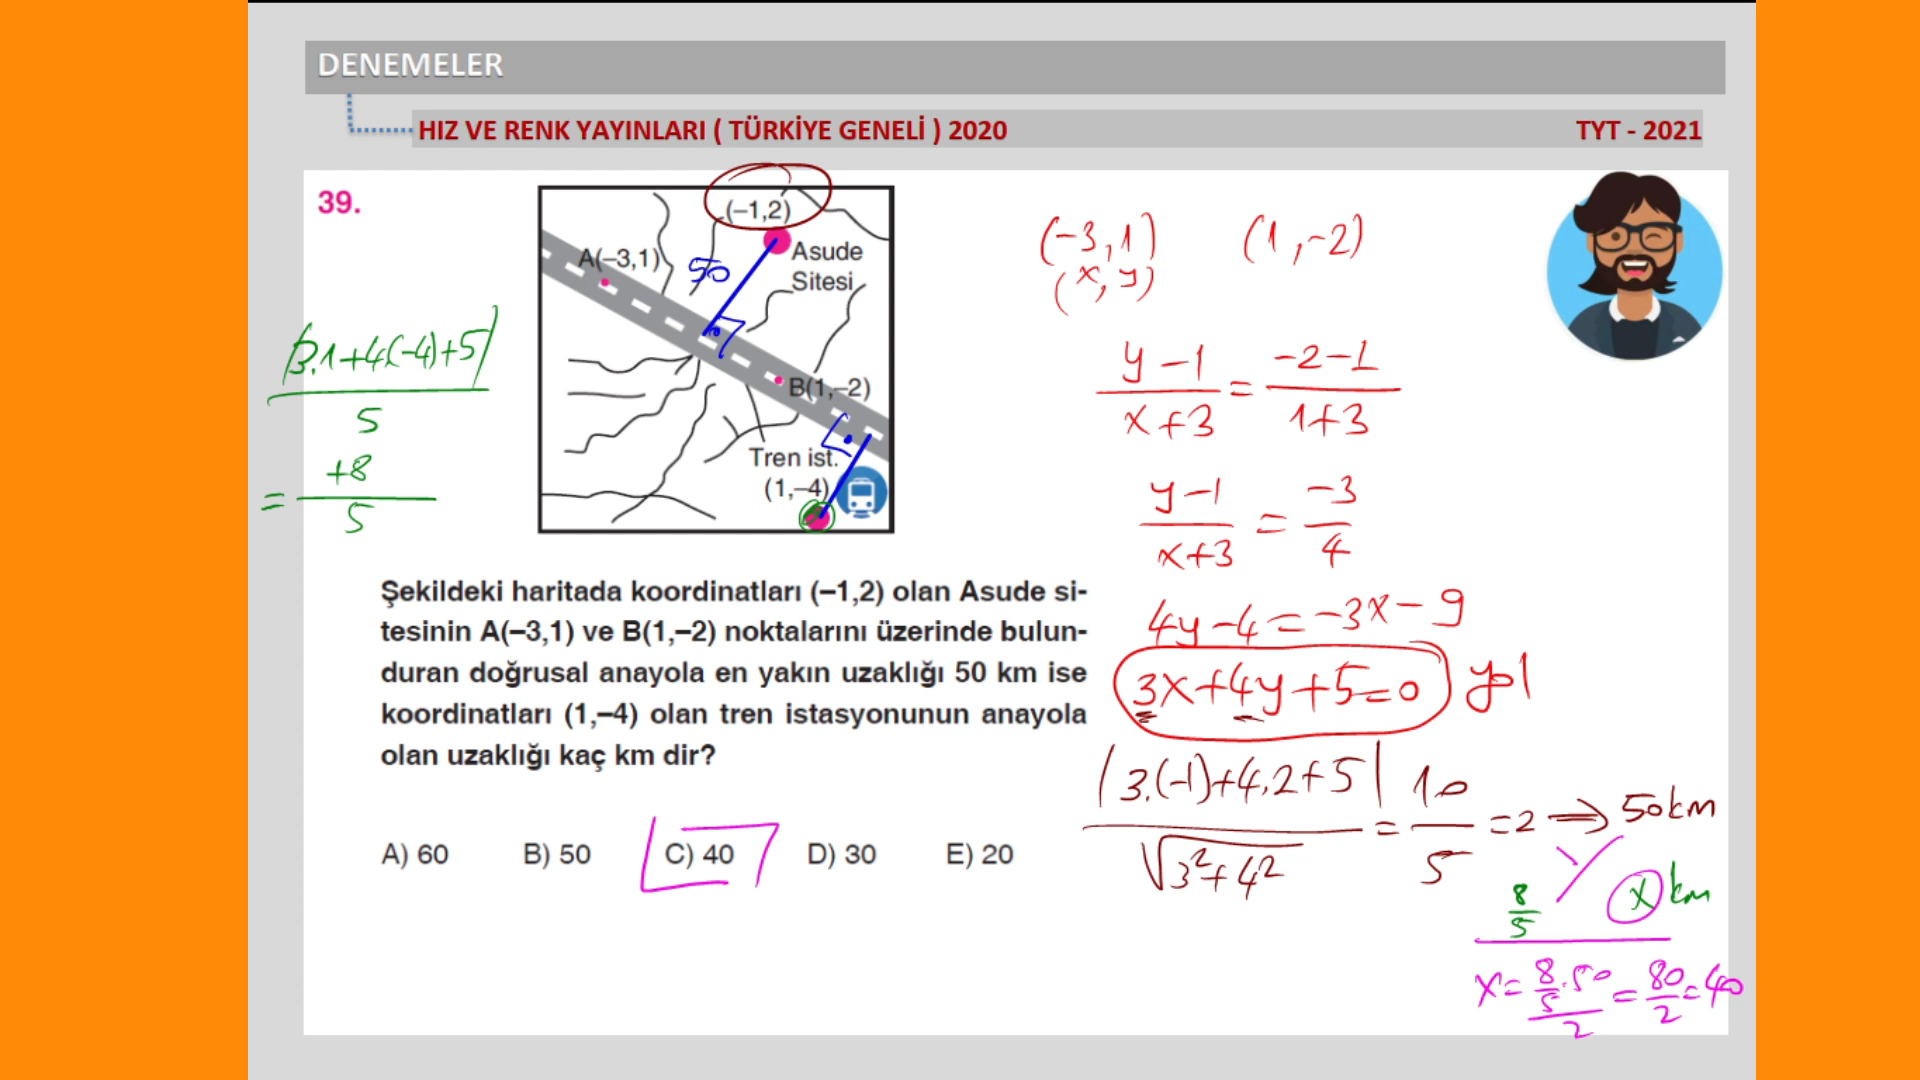 DENEMELER
HIZ VE RENK YAYINLARI ( TÜRKİYE GENELİ ) 2020 TYT - 2021
39.
(–1,2)
Asude
Sitesi
A(–3,1)
50
B(1,–2)
Tren ist.
(1,–4)
|3.1+4(-4)+5|
5
= +8
5
Şekildeki haritada koordinatları (–1,2) olan Asude si-
tesinin A(–3,1) ve B(1,–2) noktalarını üzerinde bulun-
duran doğrusal anayola en yakın uzaklığı 50 km ise
koordinatları (1,–4) olan tren istasyonunun anayola
olan uzaklığı kaç km dir?
A) 60 B) 50 C) 40 D) 30 E) 20
(-3,1) (1,-2)
(x,y)
y-1 = -2-1
x+3 1+3
y-1 = -3
x+3 4
4y-4=-3x-9
3x+4y+5=0 yol
|3.(-1)+4.2+5| = 10 =2 ⇒ 50km
√3²+4² 5
8 x km
5
x= 8/5.50 = 80 =40
2 2